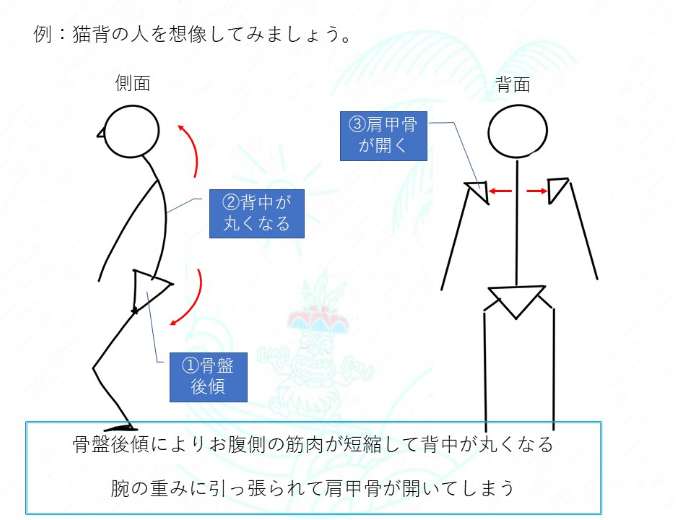 例：猫背の人を想像してみましょう。
側面
背面
③肩甲骨
が開く
②背中が
丸くなる
①骨盤
後傾
骨盤後傾によりお腹側の筋肉が短縮して背中が丸くなる
腕の重みに引っ張られて肩甲骨が開いてしまう